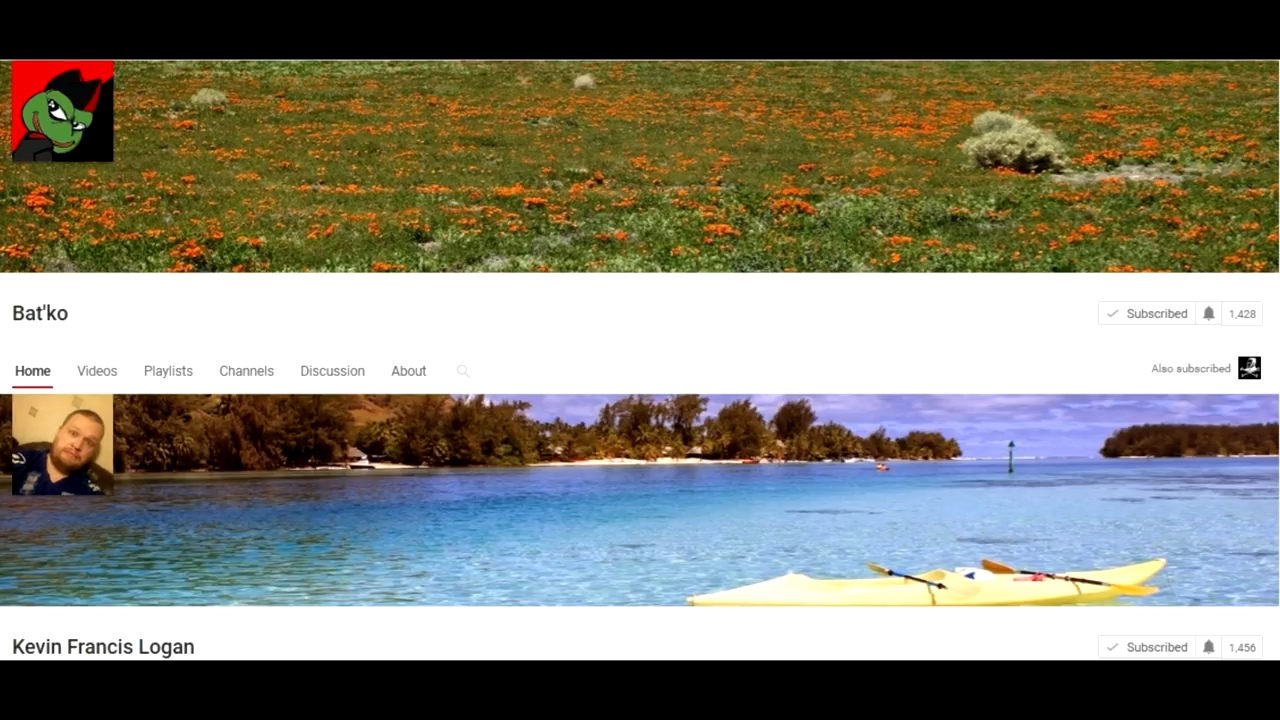 Bat'ko
Subscribed 1,428
Home Videos Playlists Channels Discussion About
Also subscribed
Kevin Francis Logan
Subscribed 1,456